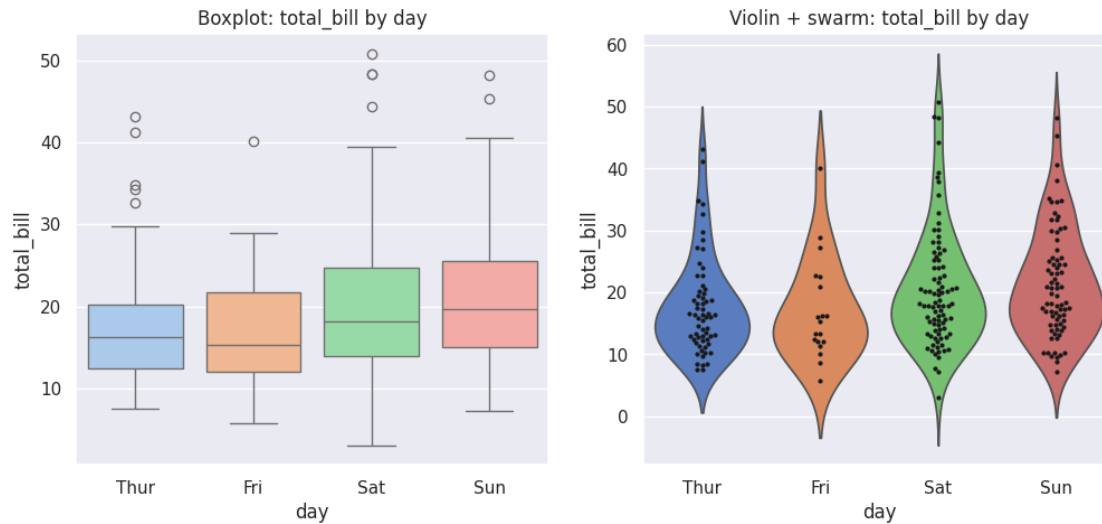 Boxplot: total_bill by day
50
40
30
20
10
total_bill
Thur Fri Sat Sun
day
Violin + swarm: total_bill by day
60
50
40
30
20
10
0
total_bill
Thur Fri Sat Sun
day